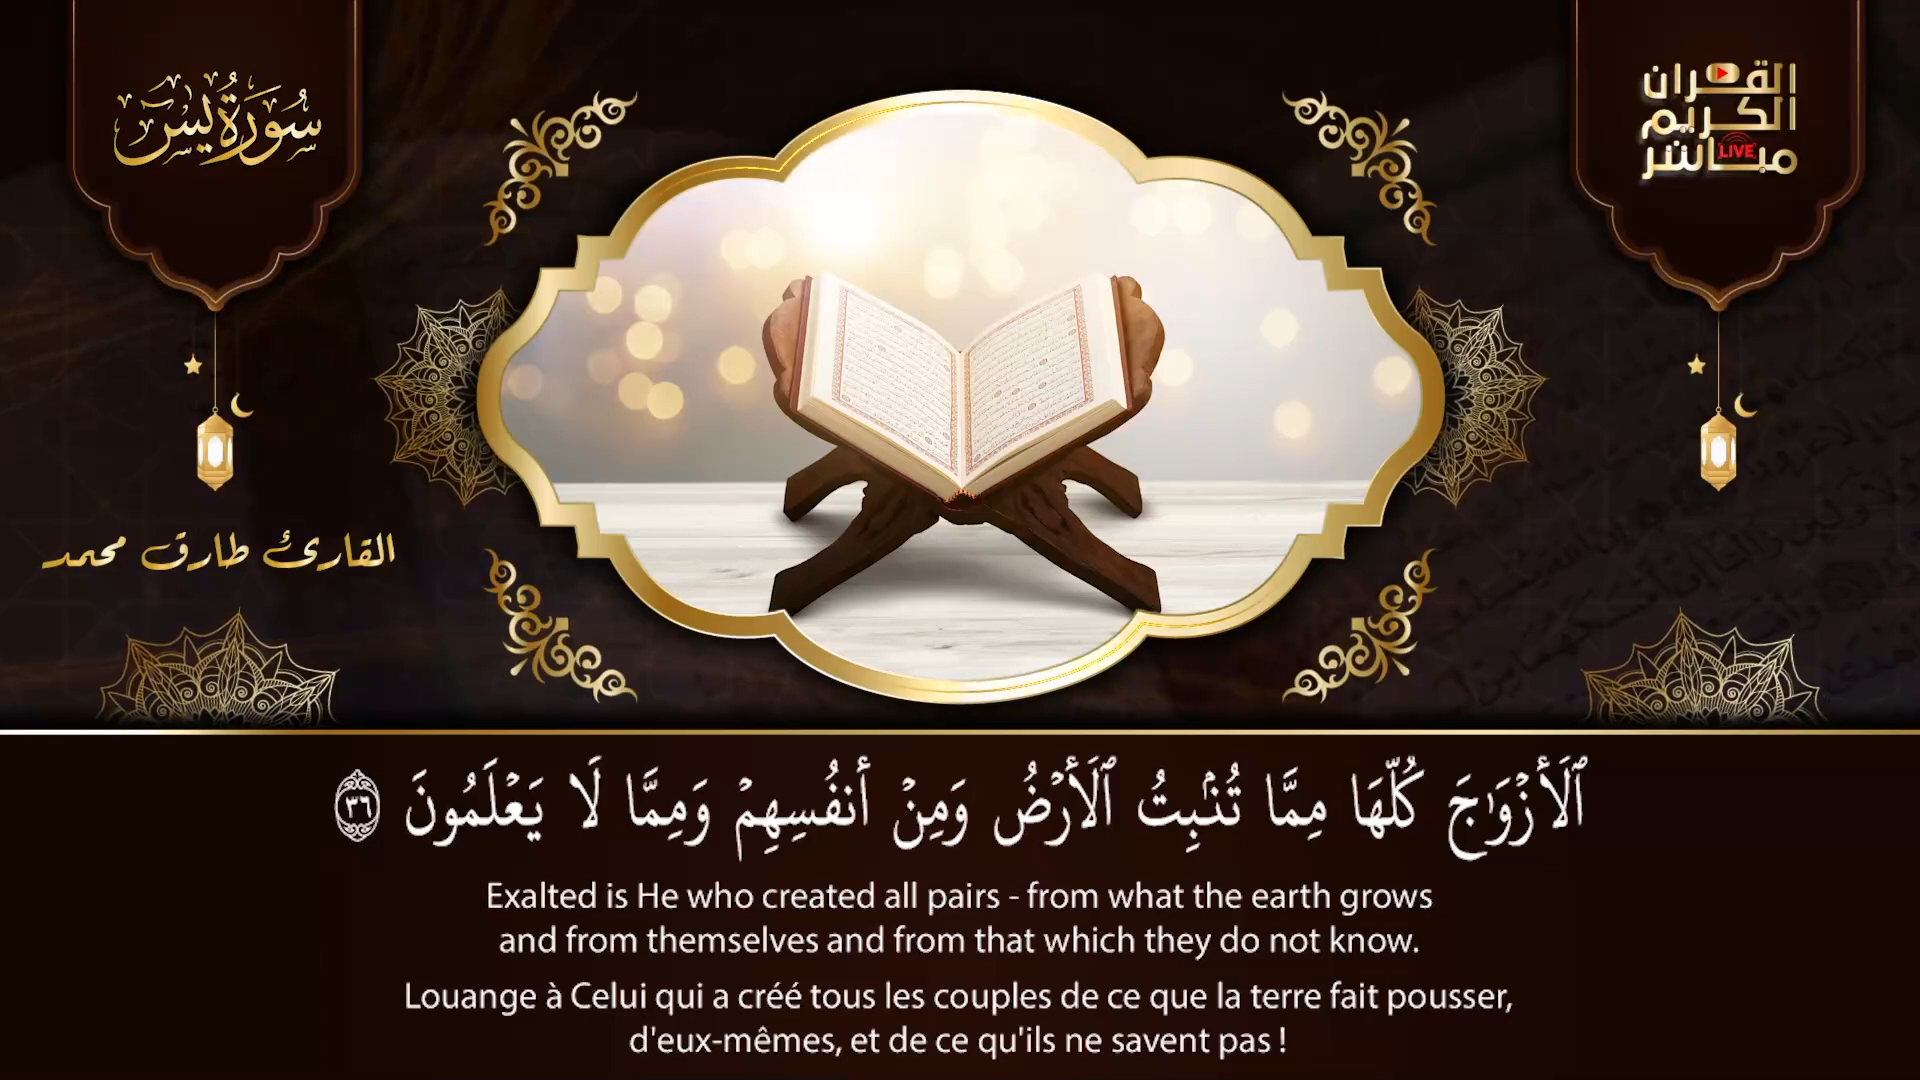 سُورَةُ يسٓ
القرآن
الكريم
مباشر
LIVE
القارئ طارق محمد
ٱلْأَزْوَٰجَ كُلَّهَا مِمَّا تُنۢبِتُ ٱلْأَرْضُ وَمِنْ أَنفُسِهِمْ وَمِمَّا لَا يَعْلَمُونَ ٣٦
Exalted is He who created all pairs - from what the earth grows
and from themselves and from that which they do not know.
Louange à Celui qui a créé tous les couples de ce que la terre fait pousser,
d'eux-mêmes, et de ce qu'ils ne savent pas !